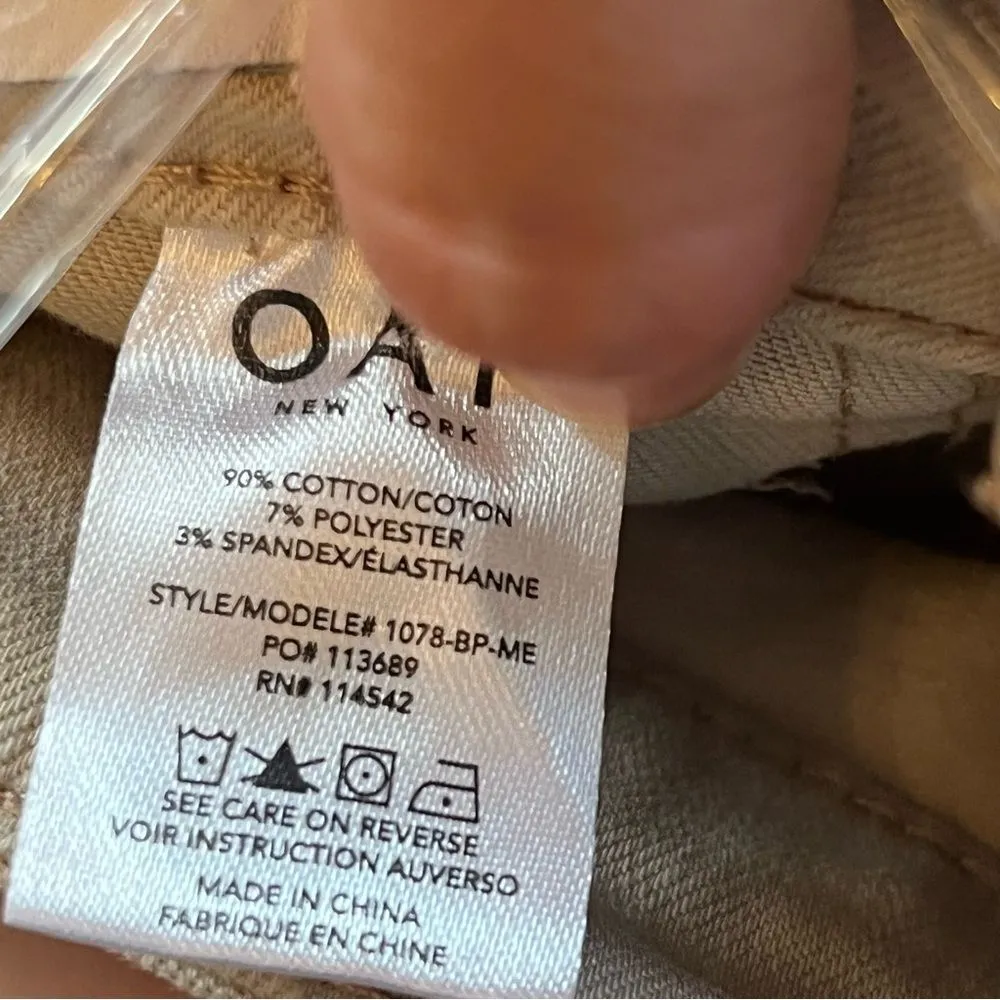 OAT
NEW YORK
90% COTTON/COTON
7% POLYESTER
3% SPANDEX/ÉLASTHANNE
STYLE/MODELE# 1078-BP-ME
PO# 113689
RN# 114542
SEE CARE ON REVERSE
VOIR INSTRUCTION AUVERSO
MADE IN CHINA
FABRIQUE EN CHINE